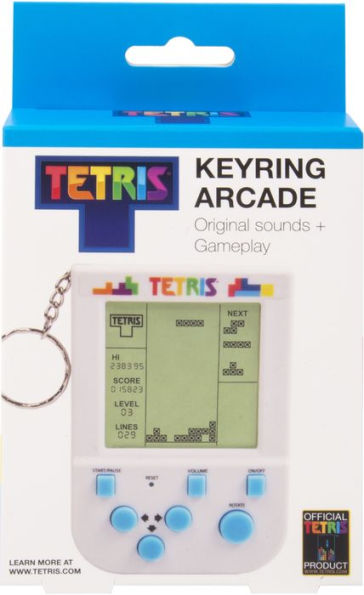 TETRIS
KEYRING
ARCADE
Original sounds +
Gameplay
TETRIS
TETRIS
NEXT
HI
238395
SCORE
015823
LEVEL
03
LINES
029
START/PAUSE
RESET
VOLUME
ON/OFF
ROTATE
OFFICIAL
TETRIS
PRODUCT
LEARN MORE AT
WWW.TETRIS.COM